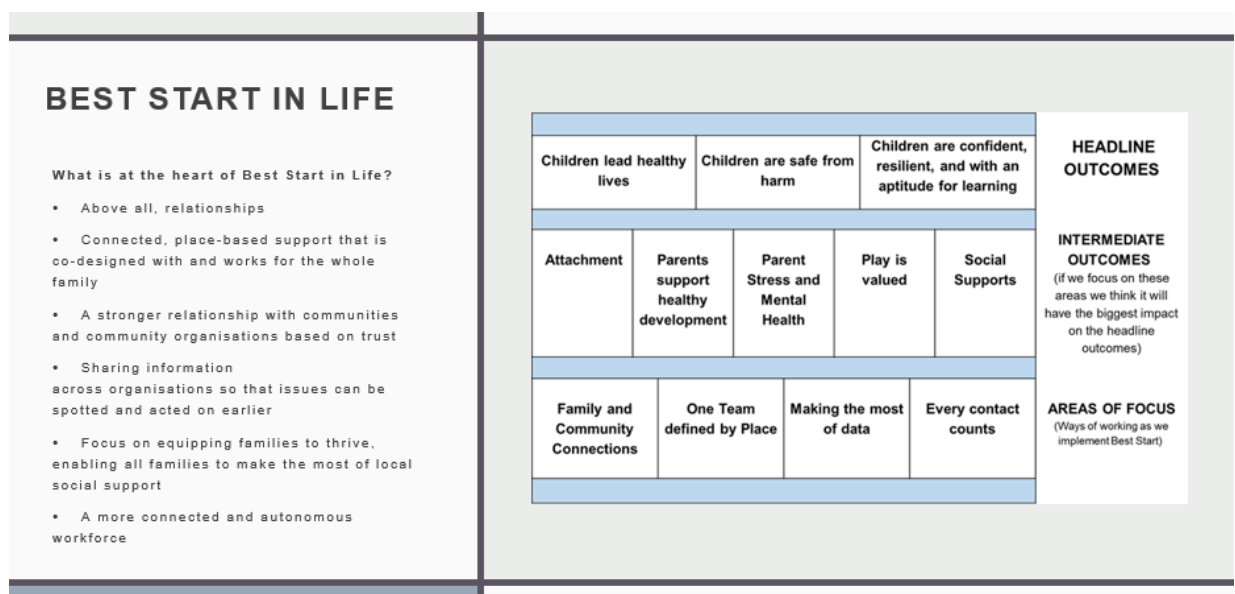 BEST START IN LIFE
What is at the heart of Best Start in Life?
• Above all, relationships
• Connected, place-based support that is
co-designed with and works for the whole
family
• A stronger relationship with communities
and community organisations based on trust
• Sharing information
across organisations so that issues can be
spotted and acted on earlier
• Focus on equipping families to thrive,
enabling all families to make the most of local
social support
• A more connected and autonomous
workforce
Children lead healthy
lives
Children are safe from
harm
Children are confident,
resilient, and with an
aptitude for learning
HEADLINE
OUTCOMES
Attachment
Parents
support
healthy
development
Parent
Stress and
Mental
Health
Play is
valued
Social
Supports
INTERMEDIATE
OUTCOMES
(if we focus on these
areas we think it will
have the biggest impact
on the headline
outcomes)
Family and
Community
Connections
One Team
defined by Place
Making the most
of data
Every contact
counts
AREAS OF FOCUS
(Ways of working as we
implement Best Start)